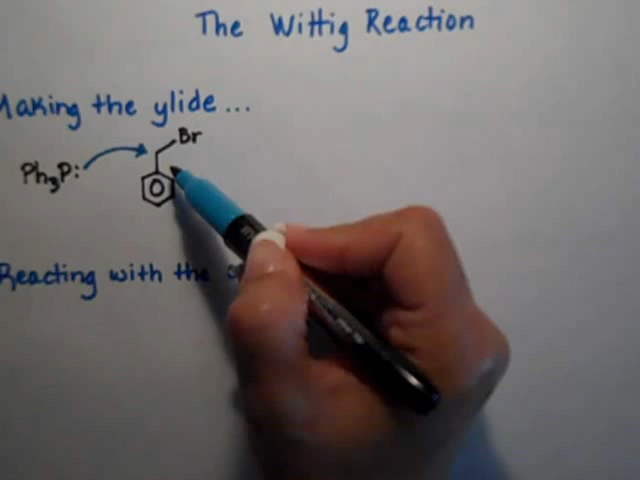 The Wittig Reaction
Making the ylide...
Br
Ph3P:
Reacting with the